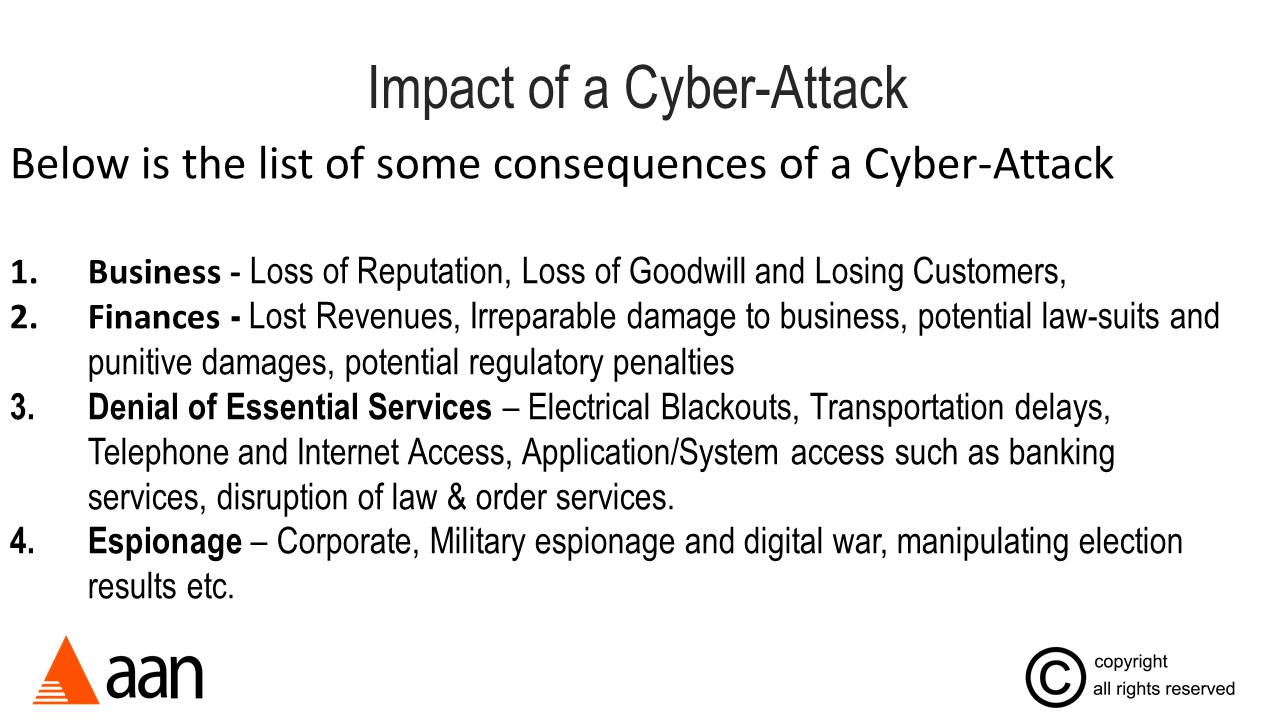 Impact of a Cyber-Attack
Below is the list of some consequences of a Cyber-Attack
1. Business - Loss of Reputation, Loss of Goodwill and Losing Customers,
2. Finances - Lost Revenues, Irreparable damage to business, potential law-suits and
punitive damages, potential regulatory penalties
3. Denial of Essential Services – Electrical Blackouts, Transportation delays,
Telephone and Internet Access, Application/System access such as banking
services, disruption of law & order services.
4. Espionage – Corporate, Military espionage and digital war, manipulating election
results etc.
aan
© copyright
all rights reserved